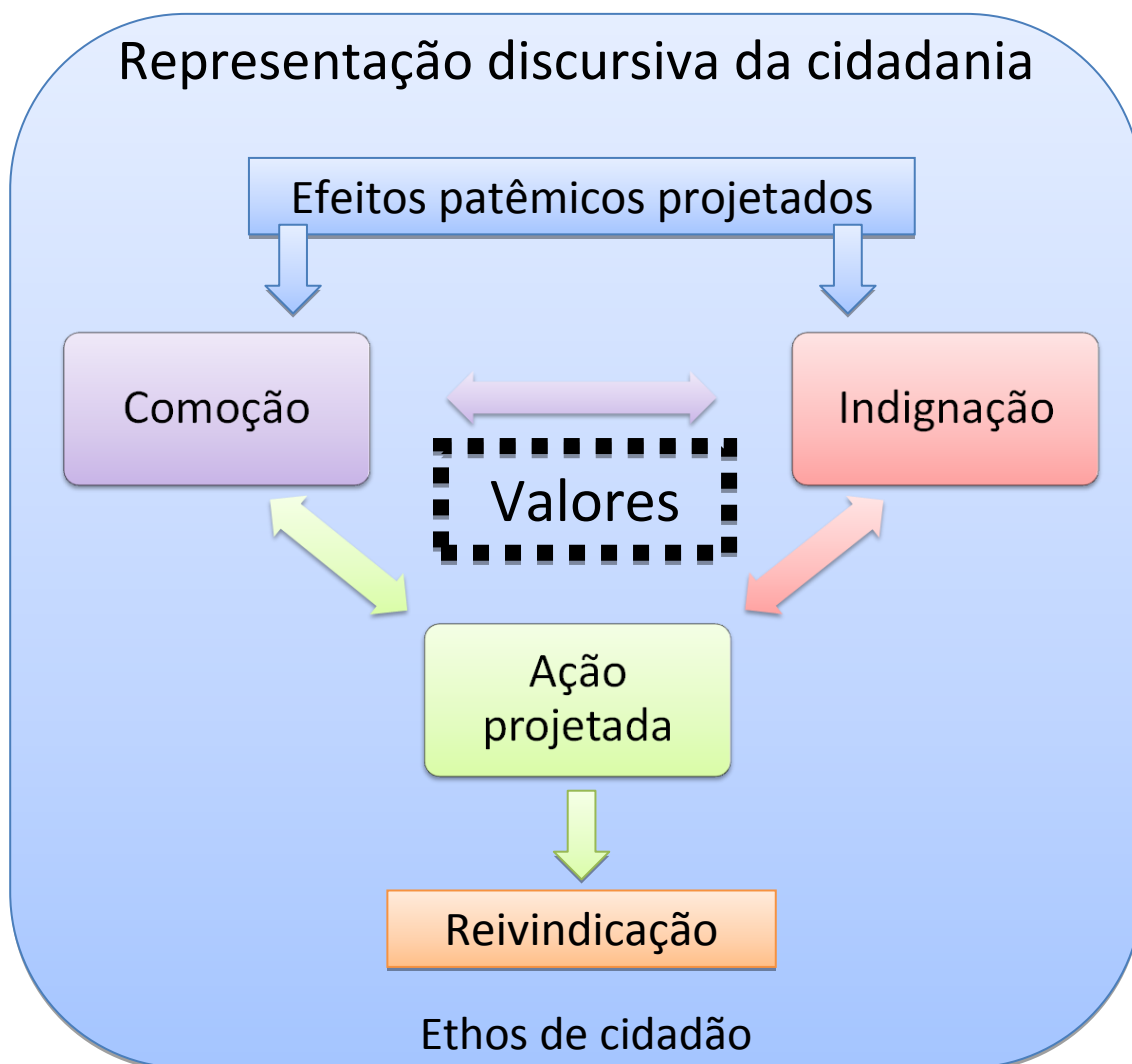 Representação discursiva da cidadania
Efeitos patêmicos projetados
Comoção
Indignação
Valores
Ação
projetada
Reivindicação
Ethos de cidadão